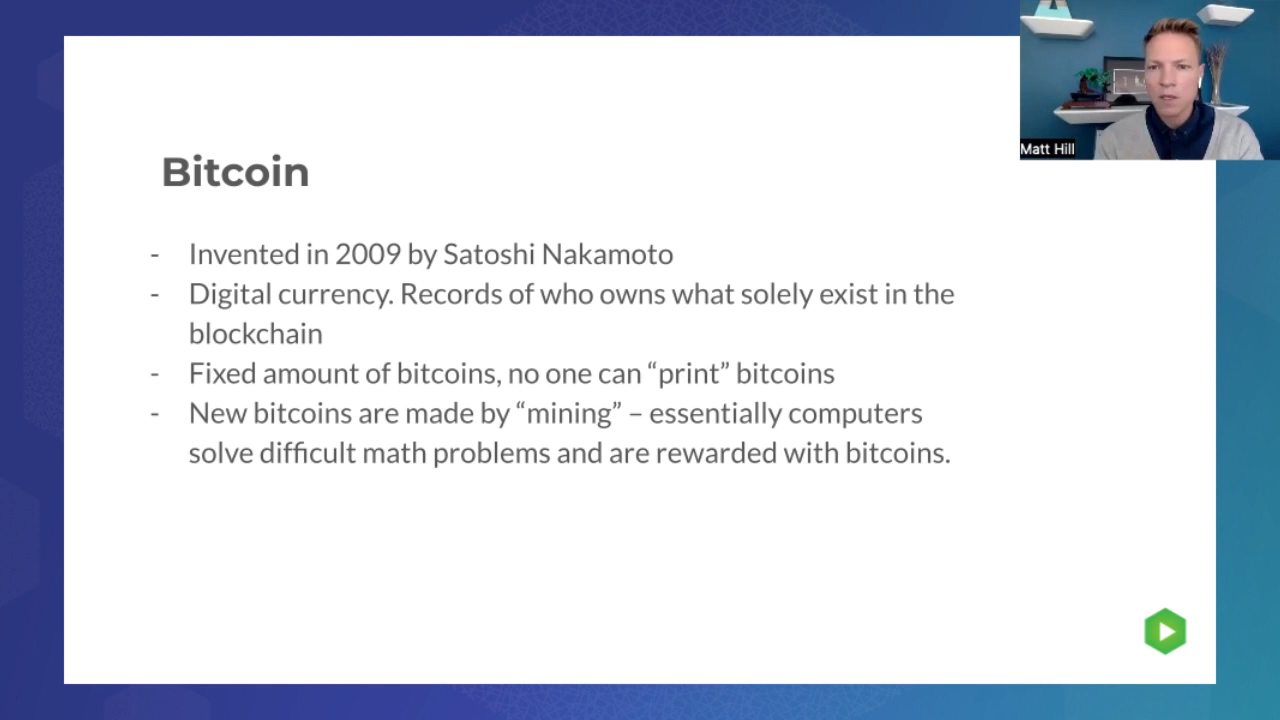 Matt Hill
Bitcoin
- Invented in 2009 by Satoshi Nakamoto
- Digital currency. Records of who owns what solely exist in the
blockchain
- Fixed amount of bitcoins, no one can “print” bitcoins
- New bitcoins are made by “mining” – essentially computers
solve difficult math problems and are rewarded with bitcoins.